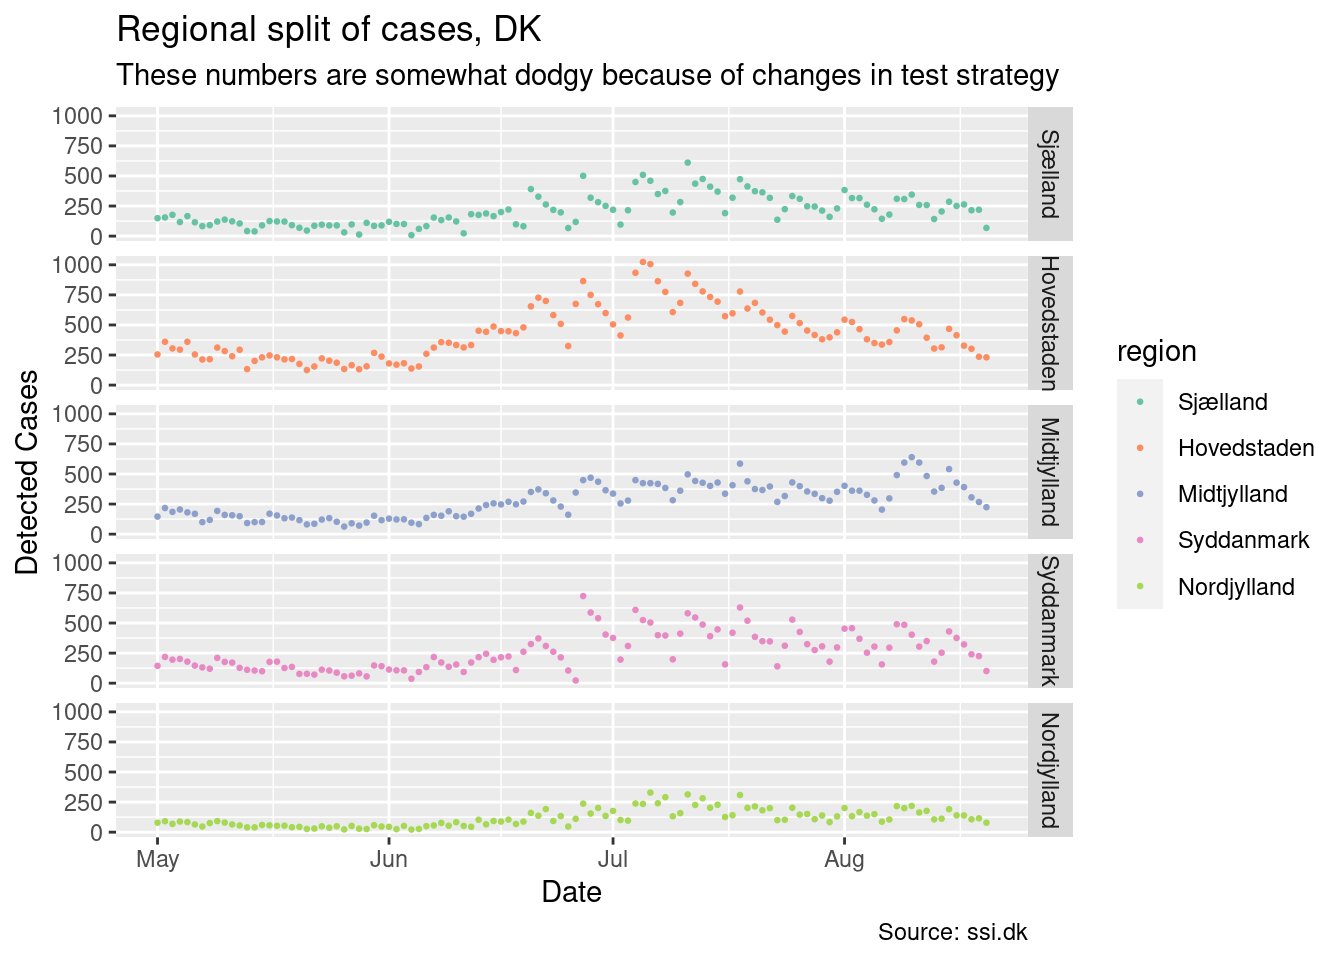 Regional split of cases, DK
These numbers are somewhat dodgy because of changes in test strategy
Detected Cases
1000
750
500
250
0
Sjælland
1000
750
500
250
0
Hovedstaden
1000
750
500
250
0
Midtjylland
1000
750
500
250
0
Syddanmark
1000
750
500
250
0
Nordjylland
May Jun Jul Aug
Date
region
Sjælland
Hovedstaden
Midtjylland
Syddanmark
Nordjylland
Source: ssi.dk